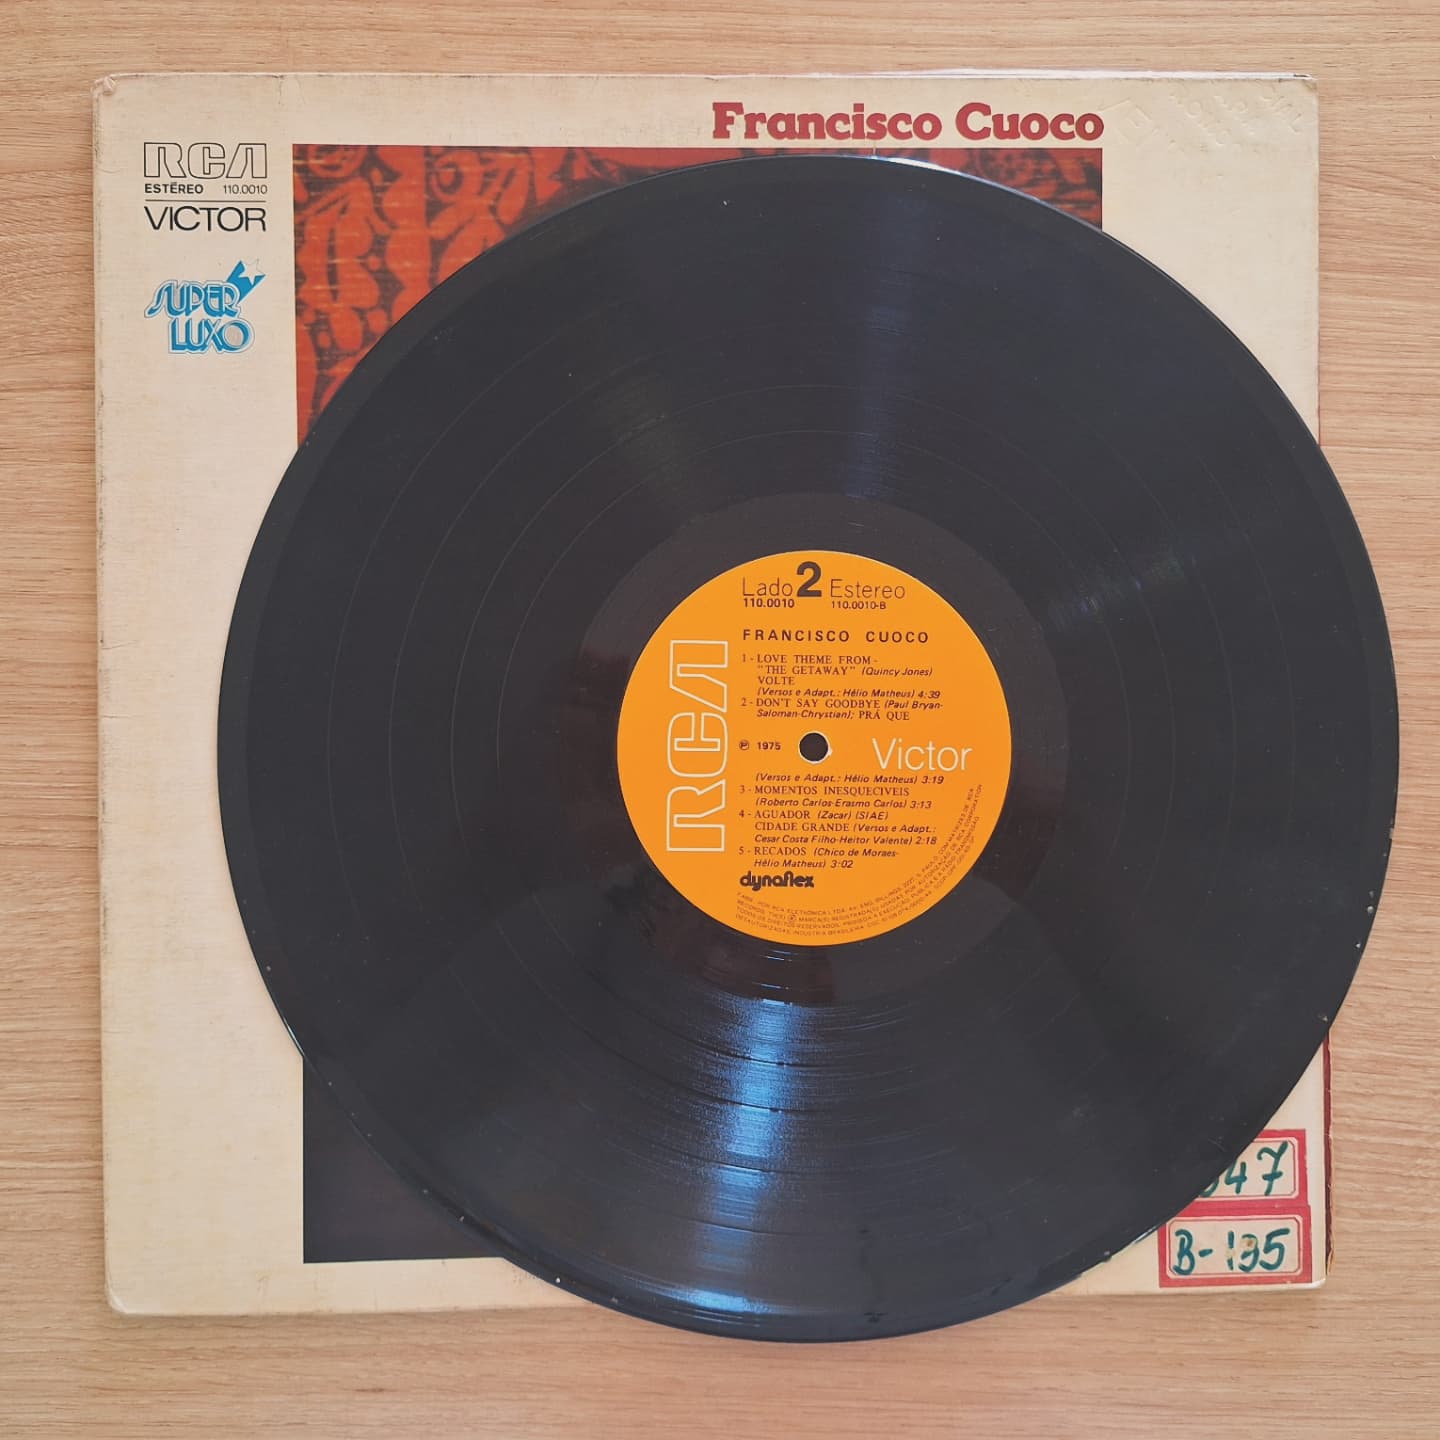 Francisco Cuoco
RCA
ESTÉREO 110.0010
VICTOR
SUPER
LUXO
Lado 2 Estereo
110.0010 110.0010-B
FRANCISCO CUOCO
1 - LOVE THEME FROM -
"THE GETAWAY" (Quincy Jones)
VOLTE
(Versos e Adapt.: Hélio Matheus) 4:39
2 - DON'T SAY GOODBYE (Paul Bryan-
Saloman-Chrystian); PRÁ QUE
℗ 1975
RCA
Victor
(Versos e Adapt.: Hélio Matheus) 3:19
3 - MOMENTOS INESQUECIVEIS
(Roberto Carlos-Erasmo Carlos) 3:13
4 - AGUADOR (Zacar) (SIAE)
CIDADE GRANDE (Versos e Adapt.:
Cesar Costa Filho-Heitor Valente) 2:18
5 - RECADOS (Chico de Moraes-
Hélio Matheus) 3:02
dynaflex
47
B-195